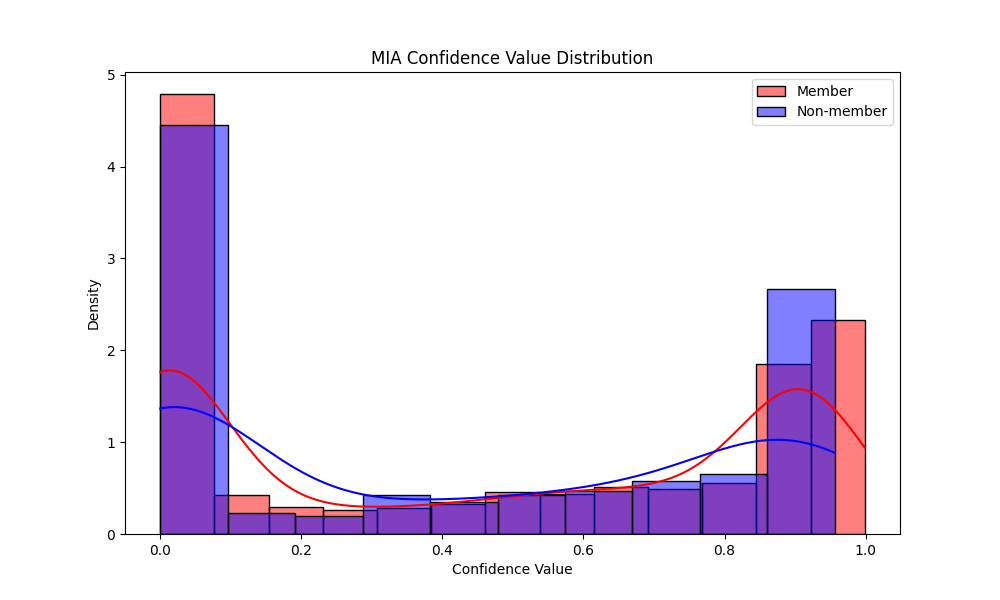 MIA Confidence Value Distribution
Member
Non-member
Density
5
4
3
2
1
0
0.0 0.2 0.4 0.6 0.8 1.0
Confidence Value